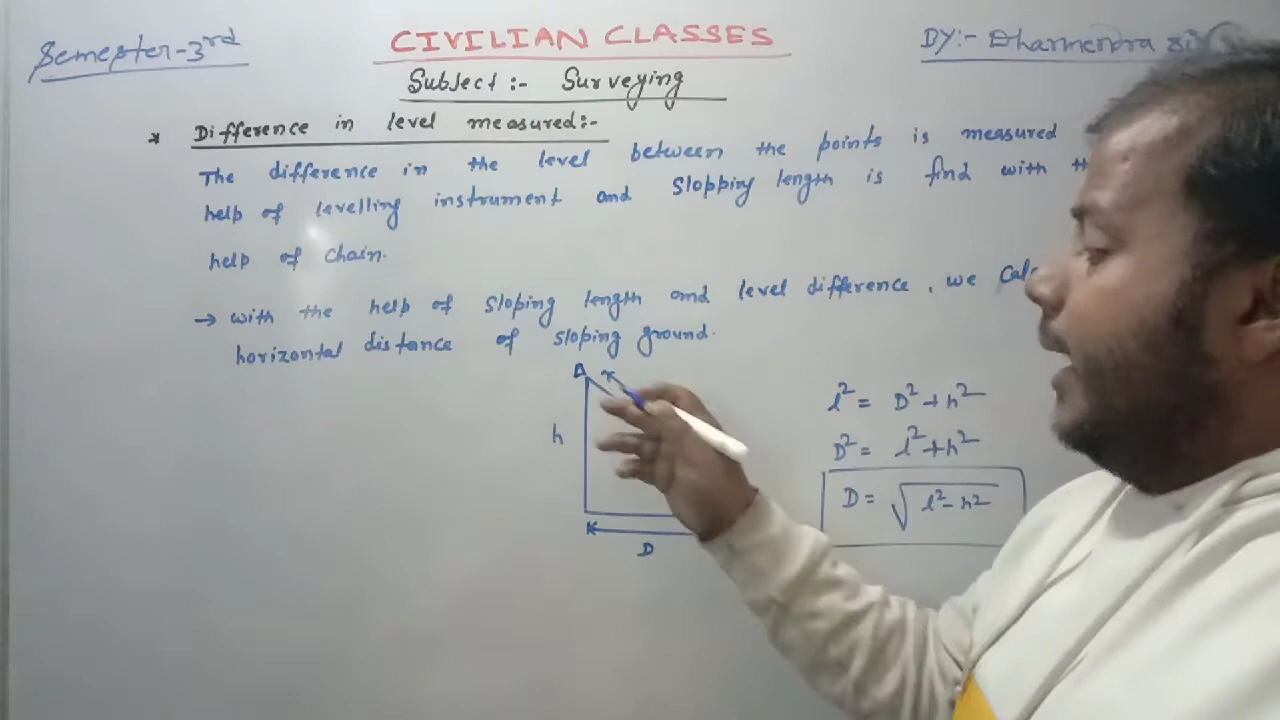 Semester-3rd
CIVILIAN CLASSES
BY:- Dharmendra
Subject:- Surveying
* Difference in level measured:-
The difference in the level between the points is measured
help of levelling instrument and slopping length is find with
help of chain.
→ with the help of sloping length and level difference, we
horizontal distance of sloping ground.
A
h
D
l² = D² + h²
D² = l² + h²
D = √l² - h²